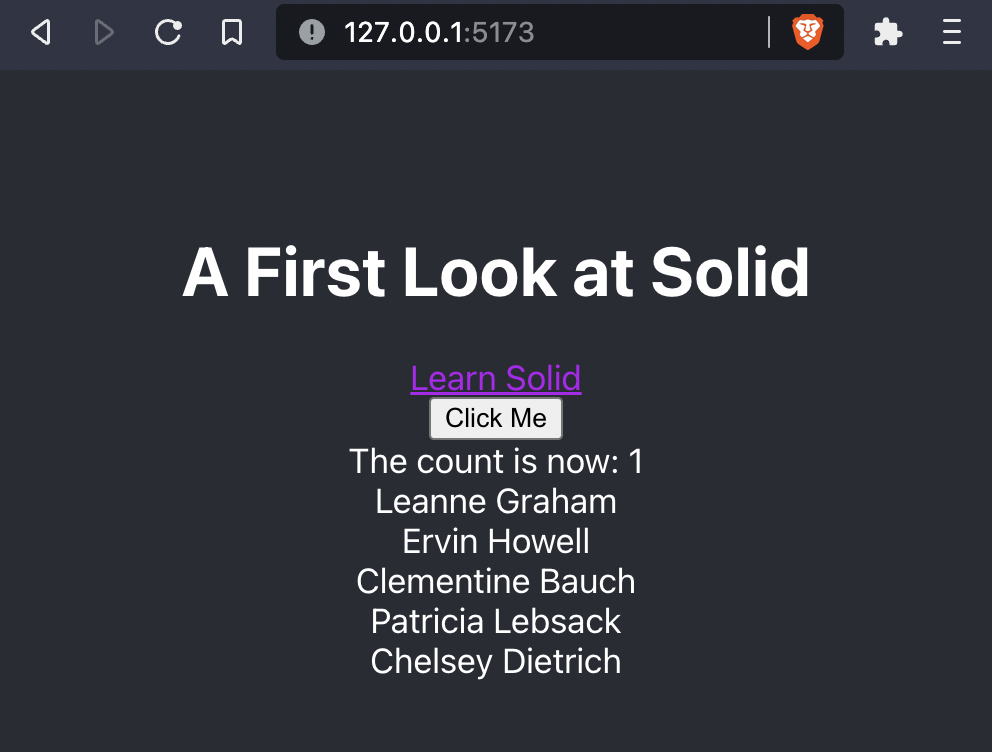 127.0.0.1:5173
A First Look at Solid
Learn Solid
Click Me
The count is now: 1
Leanne Graham
Ervin Howell
Clementine Bauch
Patricia Lebsack
Chelsey Dietrich